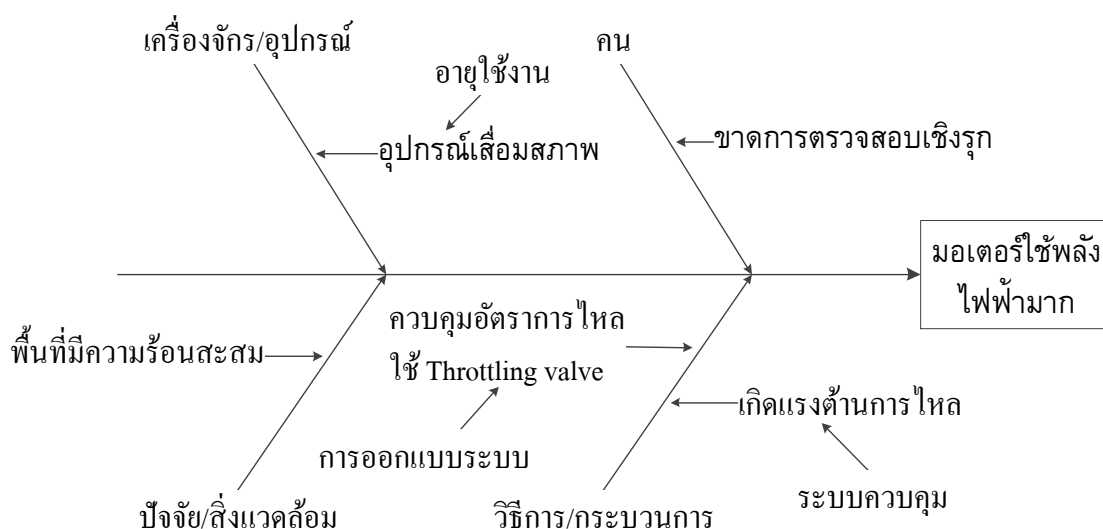 เครื่องจักร/อุปกรณ์
คน
อายุใช้งาน
อุปกรณ์เสื่อมสภาพ
ขาดการตรวจสอบเชิงรุก
มอเตอร์ใช้พลัง
ไฟฟ้ามาก
ควบคุมอัตราการไหล
ใช้ Throttling valve
พื้นที่มีความร้อนสะสม
เกิดแรงต้านการไหล
การออกแบบระบบ
ระบบควบคุม
ปัจจัย/สิ่งแวดล้อม
วิธีการ/กระบวนการ